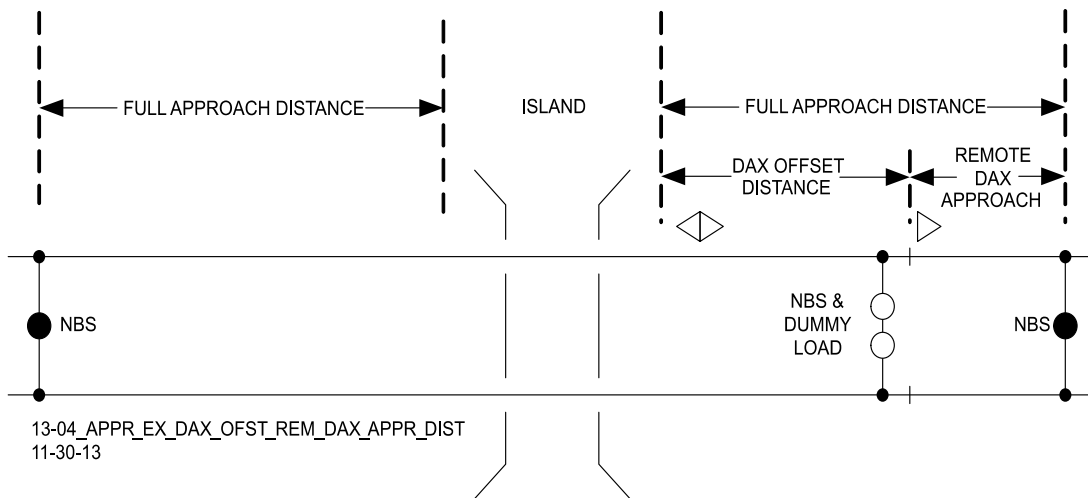 FULL APPROACH DISTANCE
ISLAND
FULL APPROACH DISTANCE
DAX OFFSET
DISTANCE
REMOTE
DAX
APPROACH
NBS
NBS &
DUMMY
LOAD
NBS
13-04_APPR_EX_DAX_OFST_REM_DAX_APPR_DIST
11-30-13